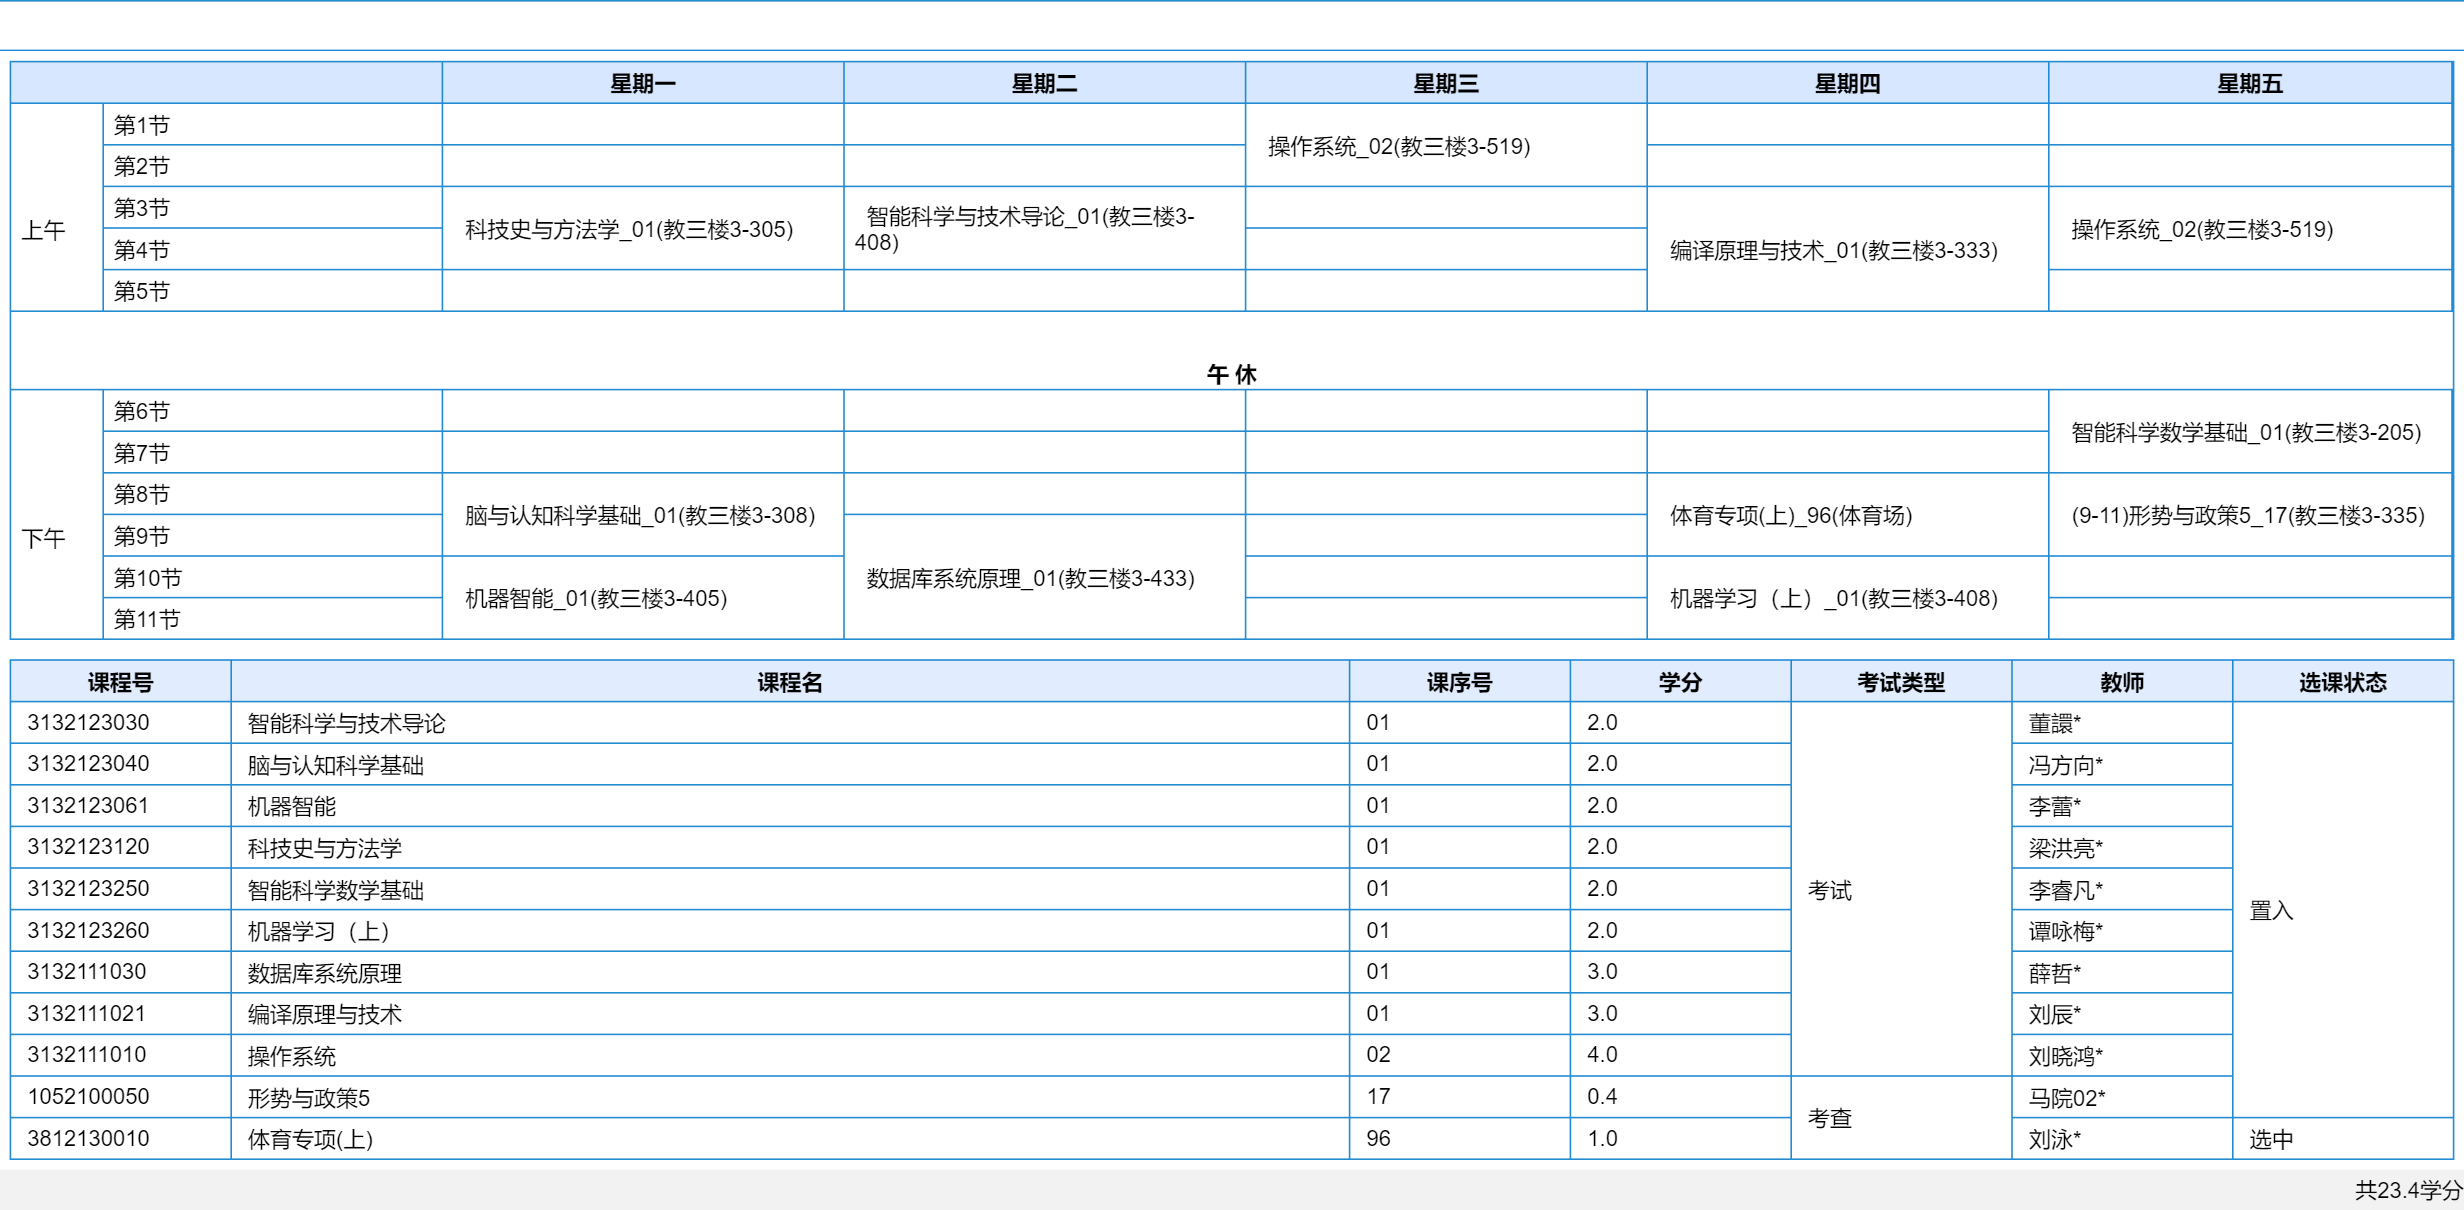 星期一 星期二 星期三 星期四 星期五
第1节
操作系统_02(教三楼3-519)
第2节
上午
第3节
科技史与方法学_01(教三楼3-305)
智能科学与技术导论_01(教三楼3-
408)
第4节
编译原理与技术_01(教三楼3-333)
操作系统_02(教三楼3-519)
第5节
午 休
下午
第6节
智能科学数学基础_01(教三楼3-205)
第7节
第8节
脑与认知科学基础_01(教三楼3-308)
体育专项(上)_96(体育场)
(9-11)形势与政策5_17(教三楼3-335)
第9节
数据库系统原理_01(教三楼3-433)
第10节
机器智能_01(教三楼3-405)
机器学习（上）_01(教三楼3-408)
第11节
课程号 课程名 课序号 学分 考试类型 教师 选课状态
3132123030 智能科学与技术导论 01 2.0 董譞*
3132123040 脑与认知科学基础 01 2.0 冯方向*
3132123061 机器智能 01 2.0 李蕾*
3132123120 科技史与方法学 01 2.0 梁洪亮*
3132123250 智能科学数学基础 01 2.0 考试 李睿凡* 置入
3132123260 机器学习（上） 01 2.0 谭咏梅*
3132111030 数据库系统原理 01 3.0 薛哲*
3132111021 编译原理与技术 01 3.0 刘辰*
3132111010 操作系统 02 4.0 刘晓鸿*
1052100050 形势与政策5 17 0.4 考查 马院02*
3812130010 体育专项(上) 96 1.0 刘泳* 选中
共23.4学分